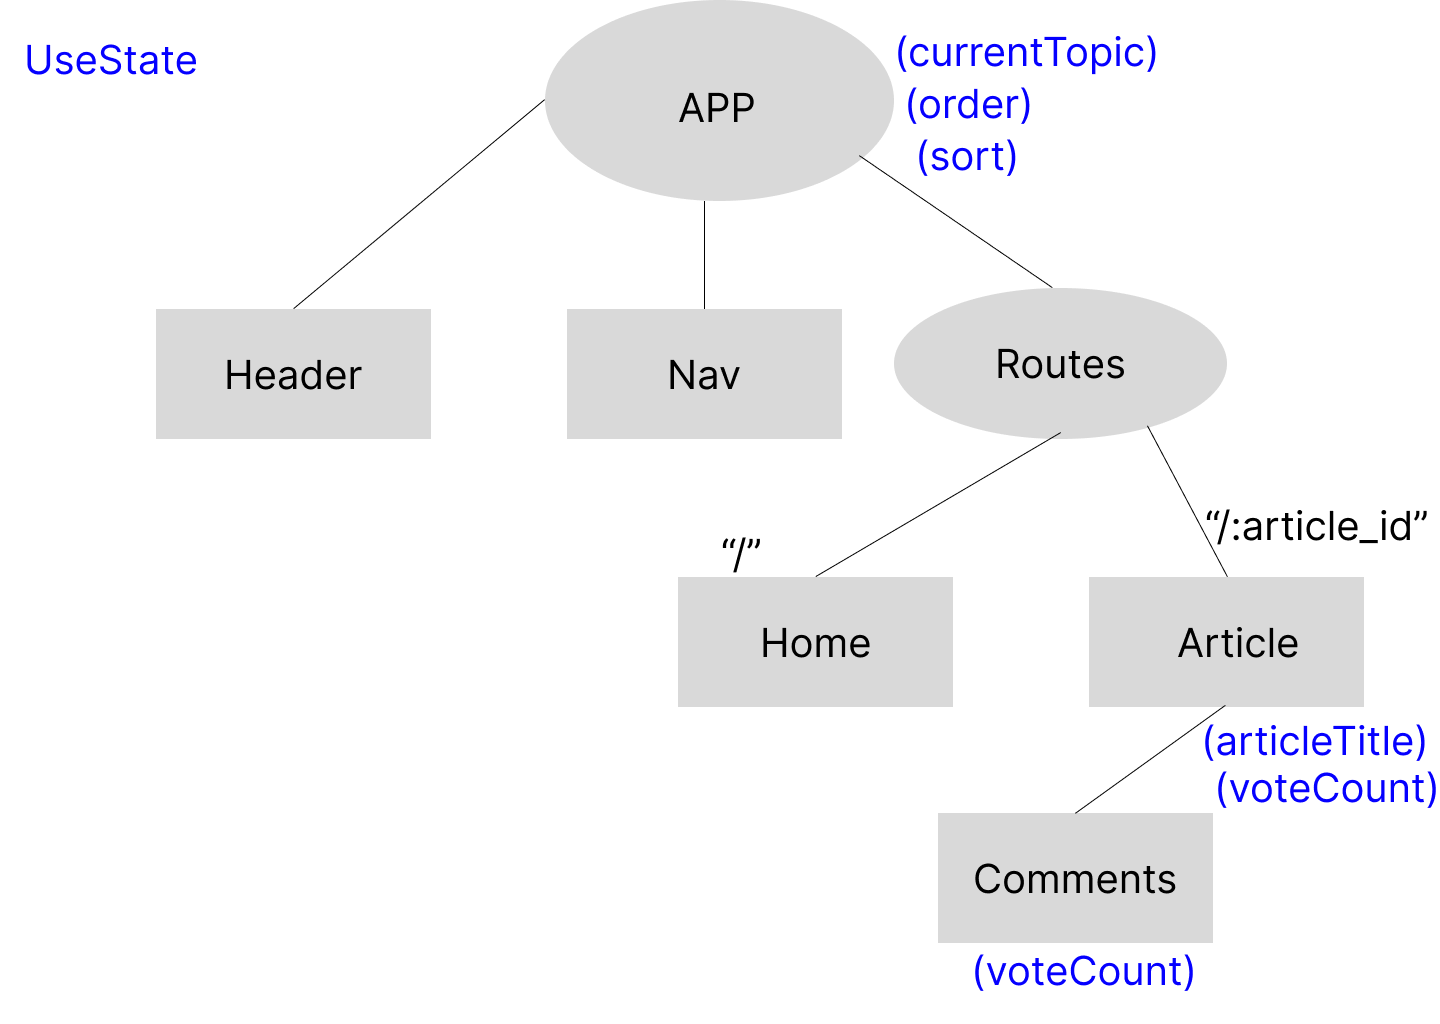 UseState
APP
(currentTopic)
(order)
(sort)
Header
Nav
Routes
“/”
“/:article_id”
Home
Article
(articleTitle)
(voteCount)
Comments
(voteCount)